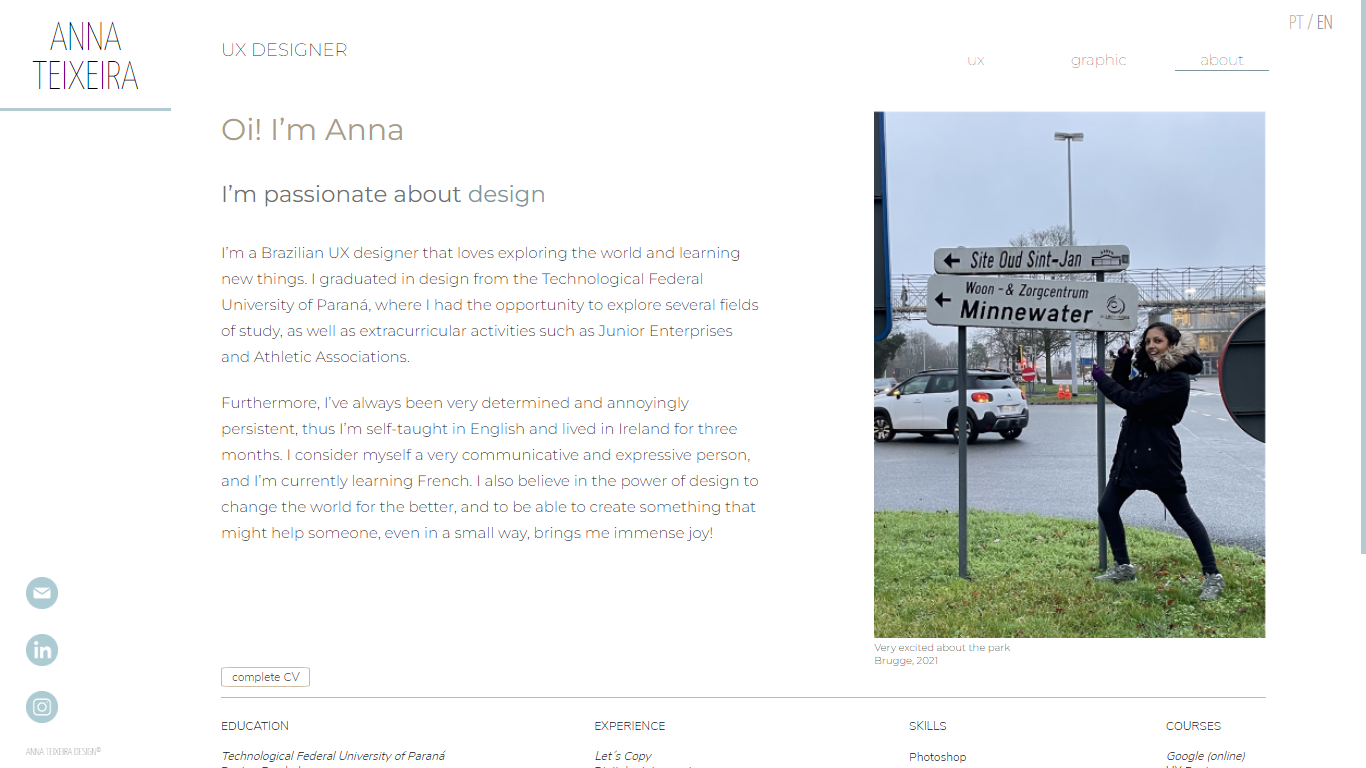 ANNA
TEIXEIRA
UX DESIGNER
PT / EN
ux
graphic
about
Oi! I'm Anna
I'm passionate about design
I'm a Brazilian UX designer that loves exploring the world and learning
new things. I graduated in design from the Technological Federal
University of Paraná, where I had the opportunity to explore several fields
of study, as well as extracurricular activities such as Junior Enterprises
and Athletic Associations.
Furthermore, I've always been very determined and annoyingly
persistent, thus I'm self-taught in English and lived in Ireland for three
months. I consider myself a very communicative and expressive person,
and I'm currently learning French. I also believe in the power of design to
change the world for the better, and to be able to create something that
might help someone, even in a small way, brings me immense joy!
Site Oud Sint-Jan
Woon - & Zorgcentrum
Minnewater
Very excited about the park
Brugge, 2021
in
ANNA TEIXEIRA DESIGN©
complete CV
EDUCATION
Technological Federal University of Paraná
EXPERIENCE
Let´s Copy
SKILLS
Photoshop
COURSES
Google (online)